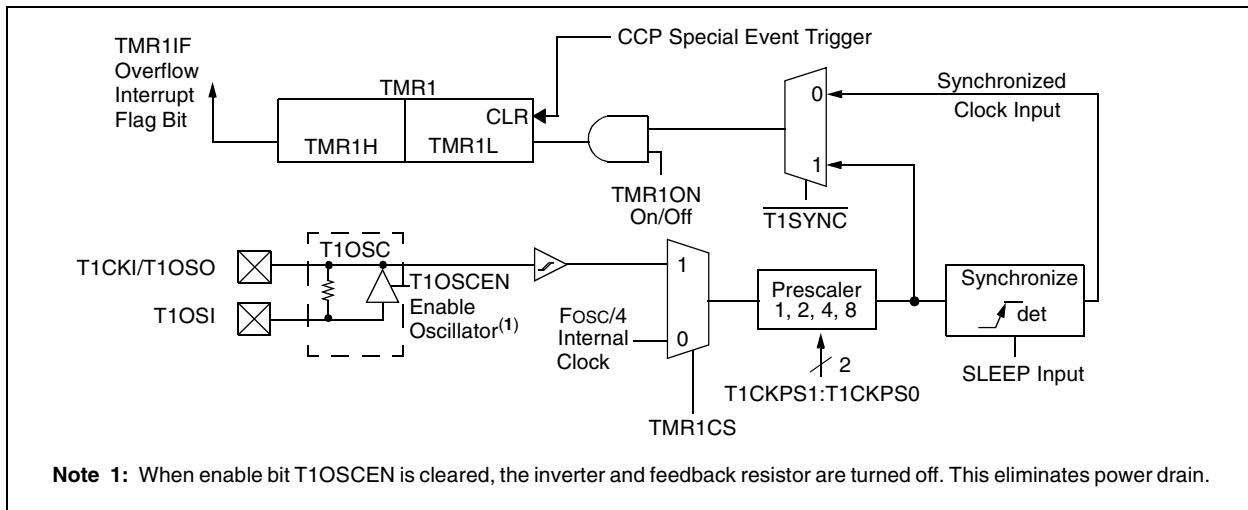 TMR1IF
Overflow
Interrupt
Flag Bit
TMR1
CCP Special Event Trigger
CLR
TMR1H
TMR1L
TMR1ON
On/Off
0
1
T1SYNC
Synchronized
Clock Input
T1CKI/T1OSO
T1OSI
T1OSC
T1OSCEN
Enable
Oscillator(1)
FOSC/4
Internal
Clock
1
0
TMR1CS
Prescaler
1, 2, 4, 8
2
T1CKPS1:T1CKPS0
Synchronize
det
SLEEP Input
Note 1: When enable bit T1OSCEN is cleared, the inverter and feedback resistor are turned off. This eliminates power drain.